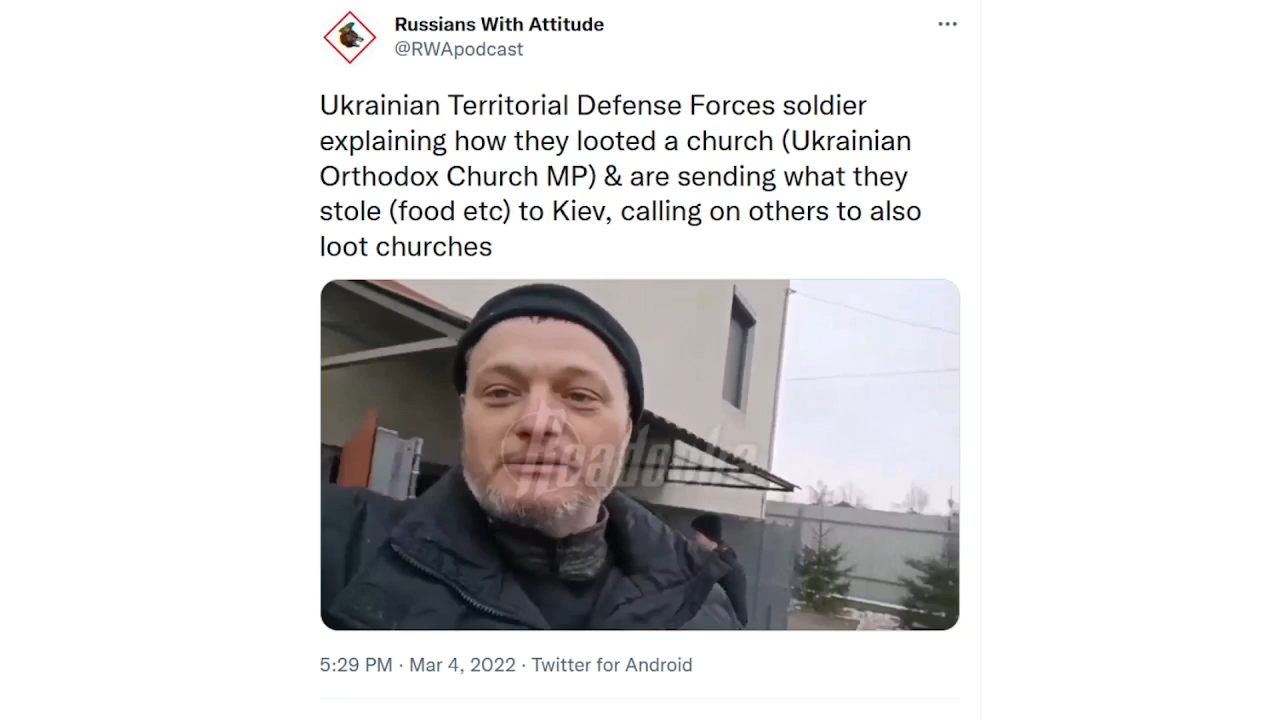 Russians With Attitude
@RWApodcast
Ukrainian Territorial Defense Forces soldier
explaining how they looted a church (Ukrainian
Orthodox Church MP) & are sending what they
stole (food etc) to Kiev, calling on others to also
loot churches
Readovka
5:29 PM · Mar 4, 2022 · Twitter for Android